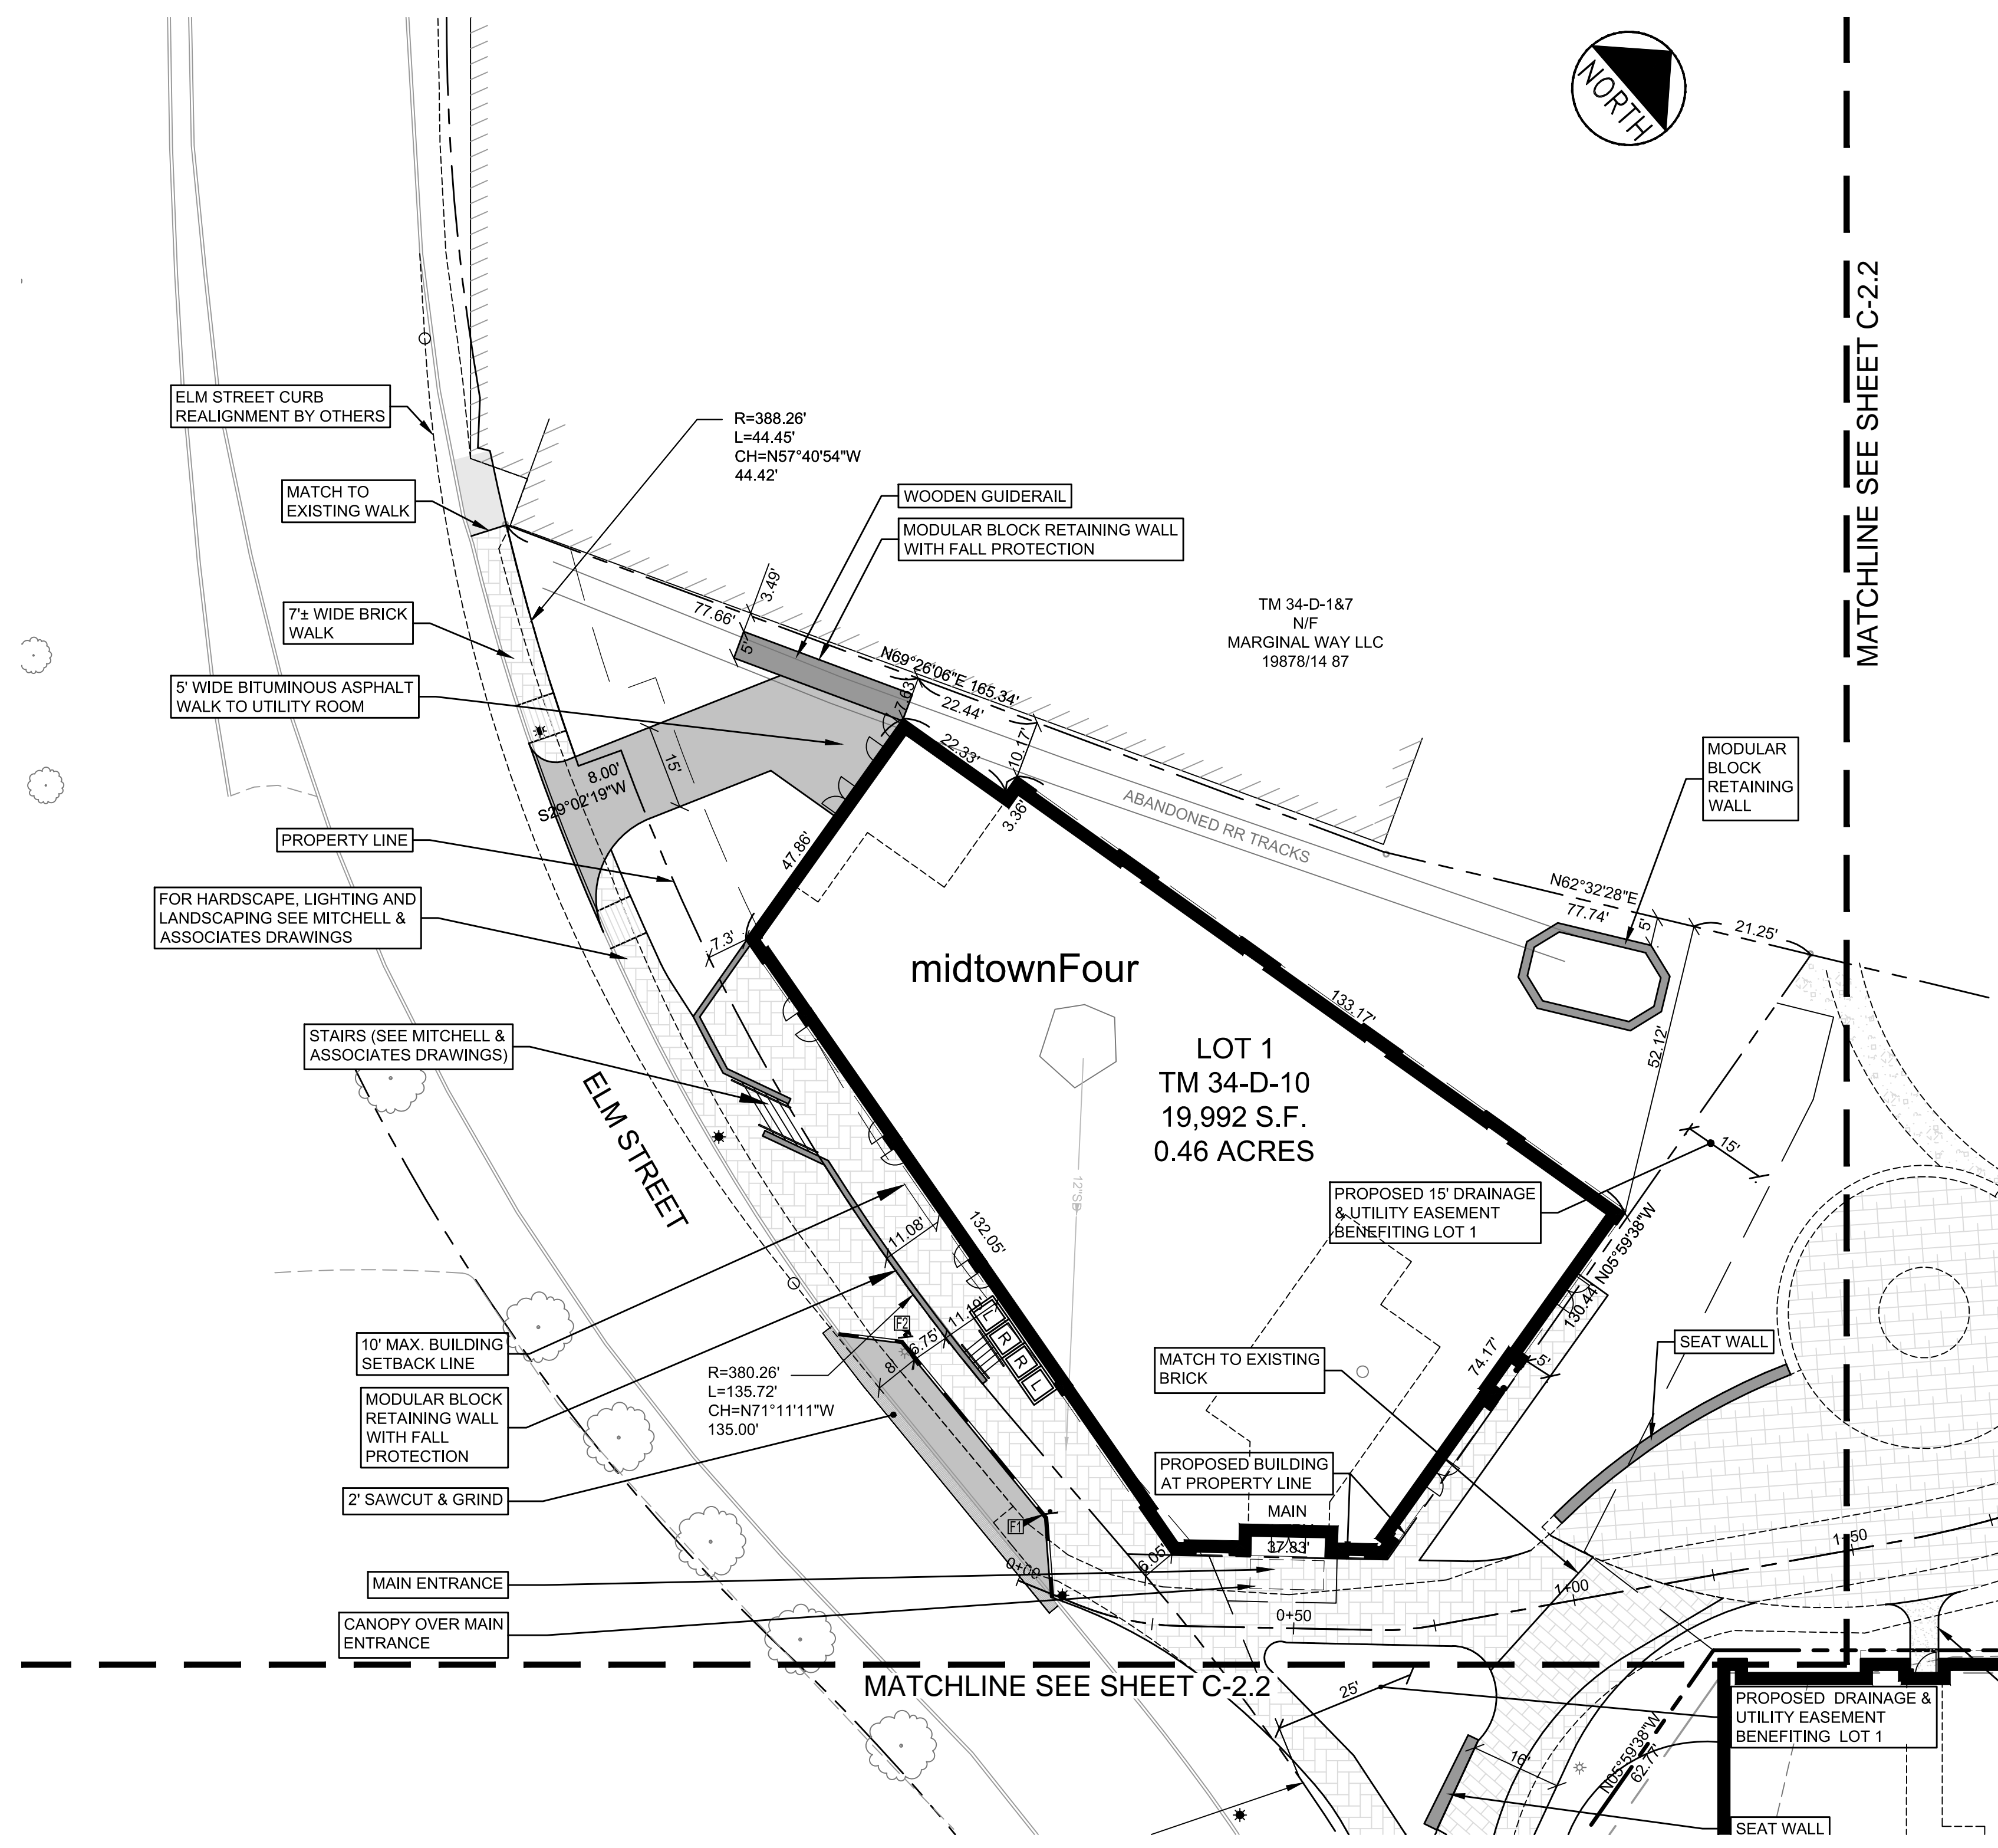 NORTH
MATCHLINE SEE SHEET C-2.2
ELM STREET CURB
REALIGNMENT BY OTHERS
R=388.26'
L=44.45'
CH=N57°40'54"W
44.42'
MATCH TO
EXISTING WALK
WOODEN GUIDERAIL
MODULAR BLOCK RETAINING WALL
WITH FALL PROTECTION
7'± WIDE BRICK
WALK
77.66'
3.49'
5'
TM 34-D-1&7
N/F
MARGINAL WAY LLC
19878/14 87
N69°26'06"E 165.34'
5' WIDE BITUMINOUS ASPHALT
WALK TO UTILITY ROOM
7.63'
22.44'
22.33'
10.17'
3.36'
15'
8.00'
S29°02'19"W
ABANDONED RR TRACKS
MODULAR
BLOCK
RETAINING
WALL
PROPERTY LINE
47.86'
N62°32'28"E
77.74'
5'
21.25'
FOR HARDSCAPE, LIGHTING AND
LANDSCAPING SEE MITCHELL &
ASSOCIATES DRAWINGS
7.3'
midtownFour
133.17'
52.12'
STAIRS (SEE MITCHELL &
ASSOCIATES DRAWINGS)
LOT 1
TM 34-D-10
19,992 S.F.
0.46 ACRES
ELM STREET
12"SD
15'
PROPOSED 15' DRAINAGE
& UTILITY EASEMENT
BENEFITING LOT 1
11.08'
132.05'
N05°59'38"W
130.44'
10' MAX. BUILDING
SETBACK LINE
11.19'
L
R
R
L
F2
6.75'
8.
R=380.26'
L=135.72'
CH=N71°11'11"W
135.00'
74.17'
5'
MATCH TO EXISTING
BRICK
SEAT WALL
MODULAR BLOCK
RETAINING WALL
WITH FALL
PROTECTION
PROPOSED BUILDING
AT PROPERTY LINE
2' SAWCUT & GRIND
MAIN
37.83'
F1
6.05'
0+00
0+50
1+00
1+50
MAIN ENTRANCE
CANOPY OVER MAIN
ENTRANCE
MATCHLINE SEE SHEET C-2.2
25'
16'
N05°59'38"W
62.77'
PROPOSED DRAINAGE &
UTILITY EASEMENT
BENEFITING LOT 1
SEAT WALL